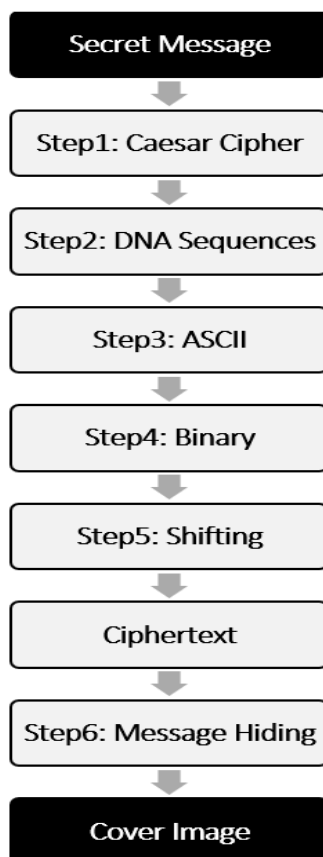 Secret Message
Step1: Caesar Cipher
Step2: DNA Sequences
Step3: ASCII
Step4: Binary
Step5: Shifting
Ciphertext
Step6: Message Hiding
Cover Image